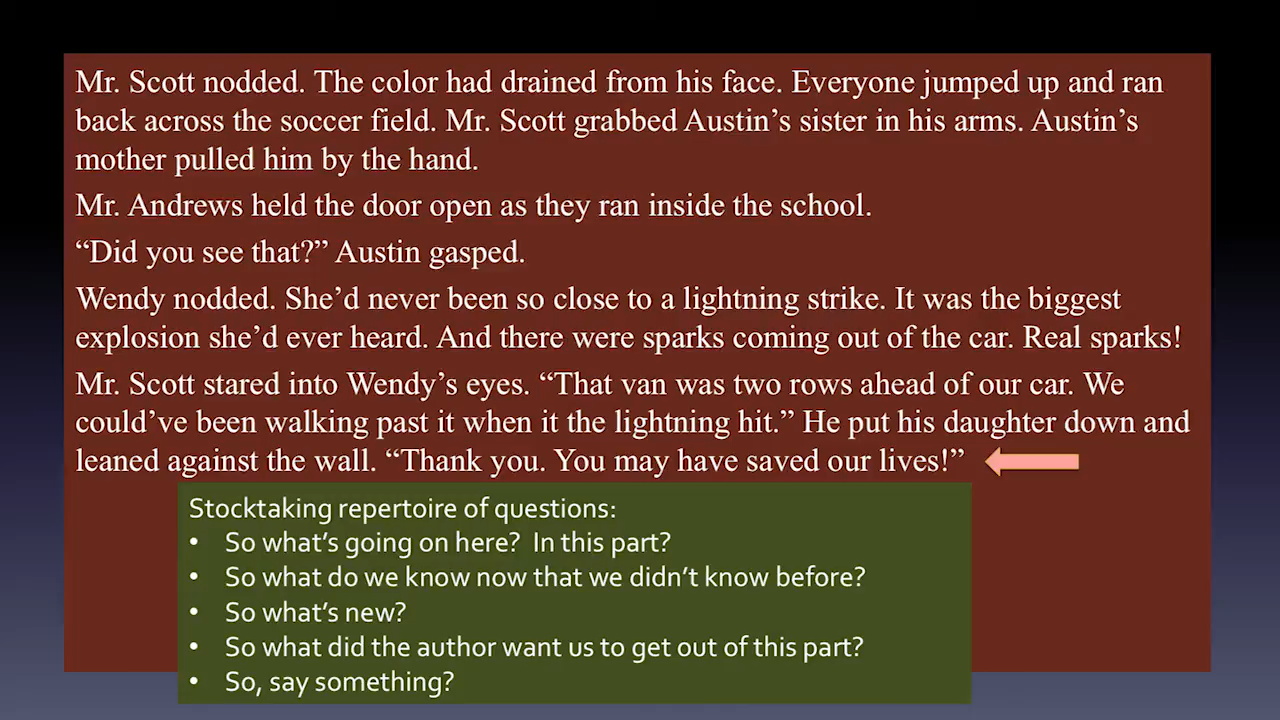 Mr. Scott nodded. The color had drained from his face. Everyone jumped up and ran
back across the soccer field. Mr. Scott grabbed Austin’s sister in his arms. Austin’s
mother pulled him by the hand.
Mr. Andrews held the door open as they ran inside the school.
“Did you see that?” Austin gasped.
Wendy nodded. She’d never been so close to a lightning strike. It was the biggest
explosion she’d ever heard. And there were sparks coming out of the car. Real sparks!
Mr. Scott stared into Wendy’s eyes. “That van was two rows ahead of our car. We
could’ve been walking past it when it the lightning hit.” He put his daughter down and
leaned against the wall. “Thank you. You may have saved our lives!”
Stocktaking repertoire of questions:
• So what’s going on here? In this part?
• So what do we know now that we didn’t know before?
• So what’s new?
• So what did the author want us to get out of this part?
• So, say something?